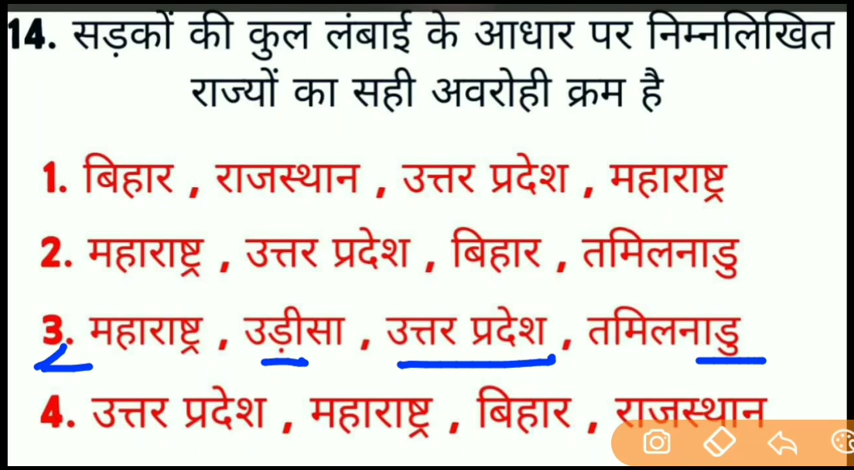 14. सड़कों की कुल लंबाई के आधार पर निम्नलिखित
राज्यों का सही अवरोही क्रम है
1. बिहार , राजस्थान , उत्तर प्रदेश , महाराष्ट्र
2. महाराष्ट्र , उत्तर प्रदेश , बिहार , तमिलनाडु
3. महाराष्ट्र , उड़ीसा , उत्तर प्रदेश , तमिलनाडु
4. उत्तर प्रदेश , महाराष्ट्र , बिहार , राजस्थान